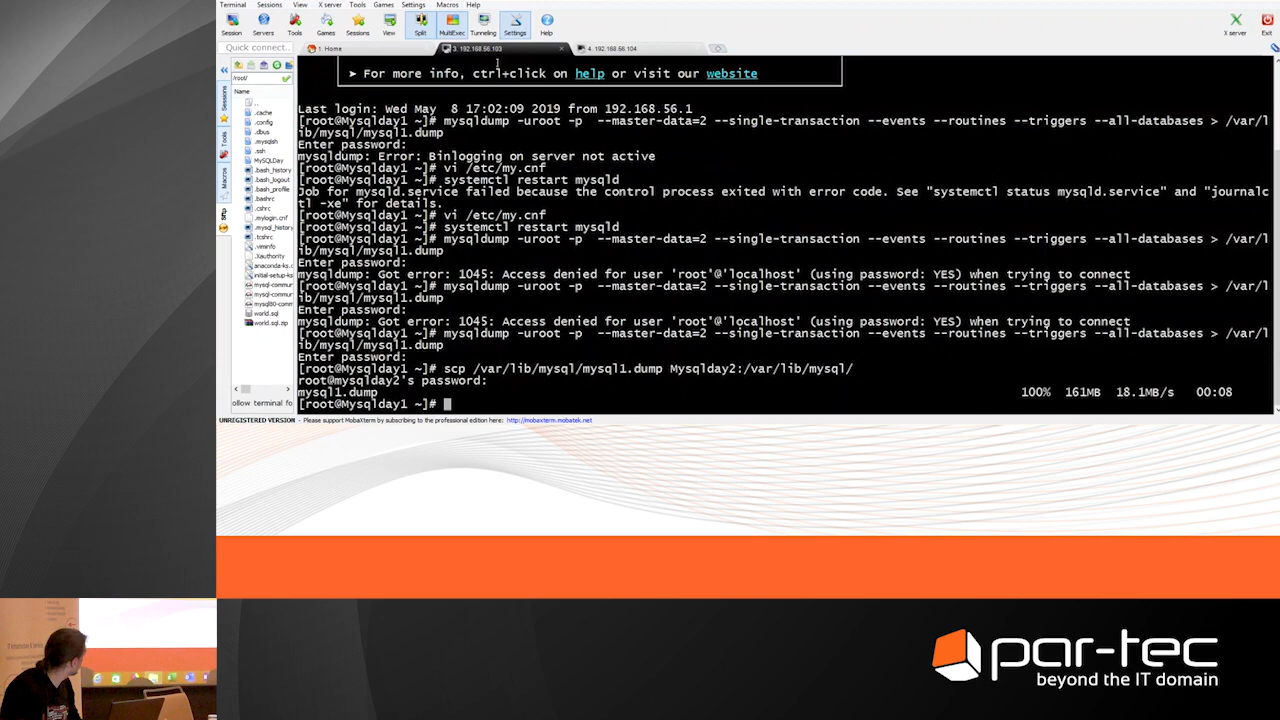 Terminal Sessions View X server Tools Games Settings Macros Help
Session Servers Tools Games Sessions View Split MultiExec Tunneling Settings Help X server Exit
Quick connect...
1. Home
3. 192.168.56.103
4. 192.168.56.104
/root/
Name
..
.cache
.config
.dbus
.mysqlsh
.ssh
MySQLDay
.bash_history
.bash_logout
.bash_profile
.bashrc
.cshrc
.mylogin.cnf
.mysql_history
.tcshrc
.viminfo
.Xauthority
anaconda-ks.c
initial-setup-ks
mysql-commur
mysql-commur
mysql80-comm
world.sql
world.sql.zip
ollow terminal fo
Sessions
Tools
Macros
Sftp
➤ For more info, ctrl+click on help or visit our website
Last login: Wed May  8 17:02:09 2019 from 192.168.56.1
[root@Mysqlday1 ~]# mysqldump -uroot -p  --master-data=2 --single-transaction --events --routines --triggers --all-databases > /var/l
ib/mysql/mysql1.dump
Enter password:
mysqldump: Error: Binlogging on server not active
[root@Mysqlday1 ~]# vi /etc/my.cnf
[root@Mysqlday1 ~]# systemctl restart mysqld
Job for mysqld.service failed because the control process exited with error code. See "systemctl status mysqld.service" and "journalc
tl -xe" for details.
[root@Mysqlday1 ~]# vi /etc/my.cnf
[root@Mysqlday1 ~]# systemctl restart mysqld
[root@Mysqlday1 ~]# mysqldump -uroot -p  --master-data=2 --single-transaction --events --routines --triggers --all-databases > /var/l
ib/mysql/mysql1.dump
Enter password:
mysqldump: Got error: 1045: Access denied for user 'root'@'localhost' (using password: YES) when trying to connect
[root@Mysqlday1 ~]# mysqldump -uroot -p  --master-data=2 --single-transaction --events --routines --triggers --all-databases > /var/l
ib/mysql/mysql1.dump
Enter password:
mysqldump: Got error: 1045: Access denied for user 'root'@'localhost' (using password: YES) when trying to connect
[root@Mysqlday1 ~]# mysqldump -uroot -p  --master-data=2 --single-transaction --events --routines --triggers --all-databases > /var/l
ib/mysql/mysql1.dump
Enter password:
[root@Mysqlday1 ~]# scp /var/lib/mysql/mysql1.dump Mysqlday2:/var/lib/mysql/
root@mysqlday2's password:
mysql1.dump 100% 161MB 18.1MB/s 00:08
[root@Mysqlday1 ~]#
UNREGISTERED VERSION - Please support MobaXterm by subscribing to the professional edition here: http://mobaxterm.mobatek.net
par-tec
beyond the IT domain